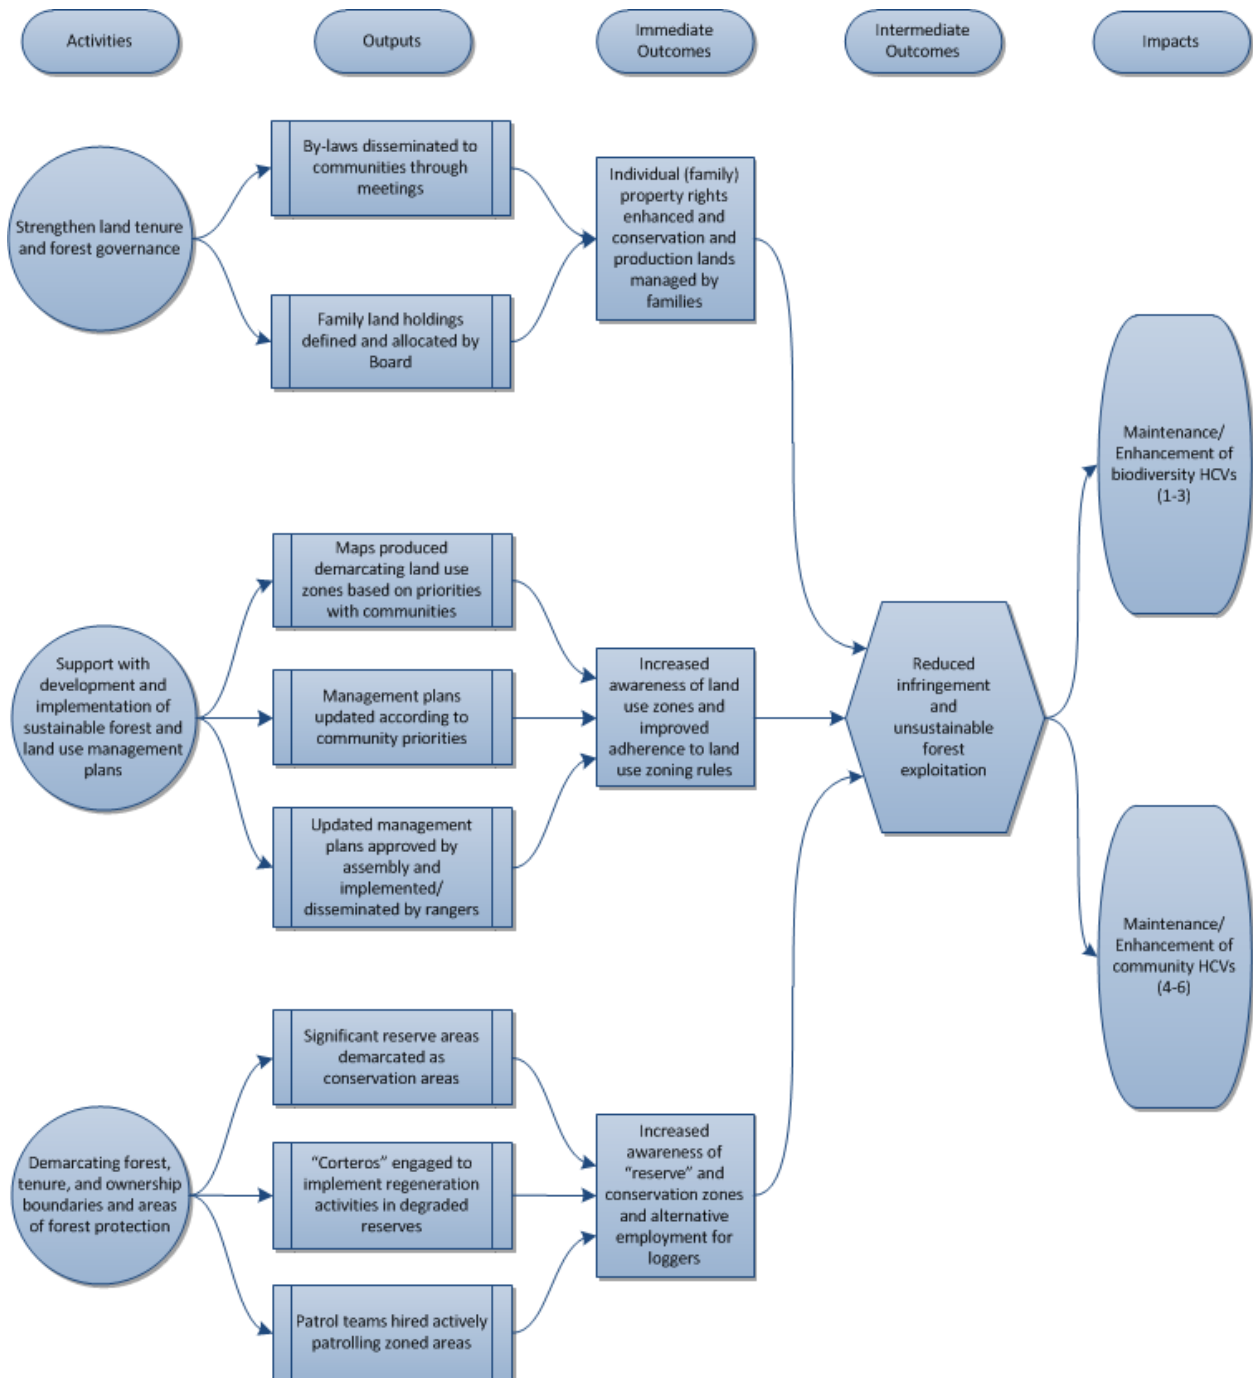 Activities
Outputs
Immediate
Outcomes
Intermediate
Outcomes
Impacts
Strengthen land tenure
and forest governance
By-laws disseminated to
communities through
meetings
Family land holdings
defined and allocated by
Board
Individual (family)
property rights
enhanced and
conservation and
production lands
managed by
families
Support with
development and
implementation of
sustainable forest and
land use management
plans
Maps produced
demarcating land use
zones based on priorities
with communities
Management plans
updated according to
community priorities
Updated management
plans approved by
assembly and
implemented/
disseminated by rangers
Increased
awareness of land
use zones and
improved
adherence to land
use zoning rules
Demarcating forest,
tenure, and ownership
boundaries and areas
of forest protection
Significant reserve areas
demarcated as
conservation areas
“Corteros” engaged to
implement regeneration
activities in degraded
reserves
Patrol teams hired actively
patrolling zoned areas
Increased
awareness of
“reserve” and
conservation zones
and alternative
employment for
loggers
Reduced
infringement
and
unsustainable
forest
exploitation
Maintenance/
Enhancement of
biodiversity HCVs
(1-3)
Maintenance/
Enhancement of
community HCVs
(4-6)